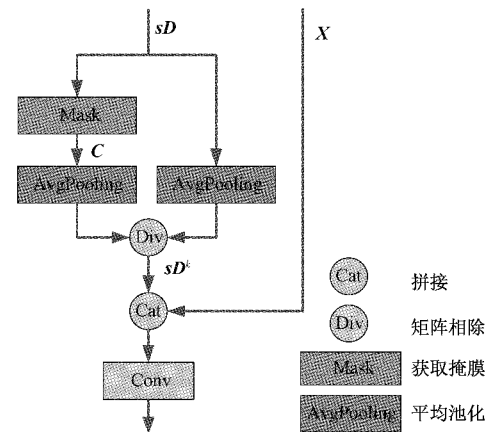 sD
X
Mask
C
AvgPooling AvgPooling
Div
sDᵏ
Cat
Conv
Cat 拼接
Div 矩阵相除
Mask 获取掩膜
AvgPooling 平均池化